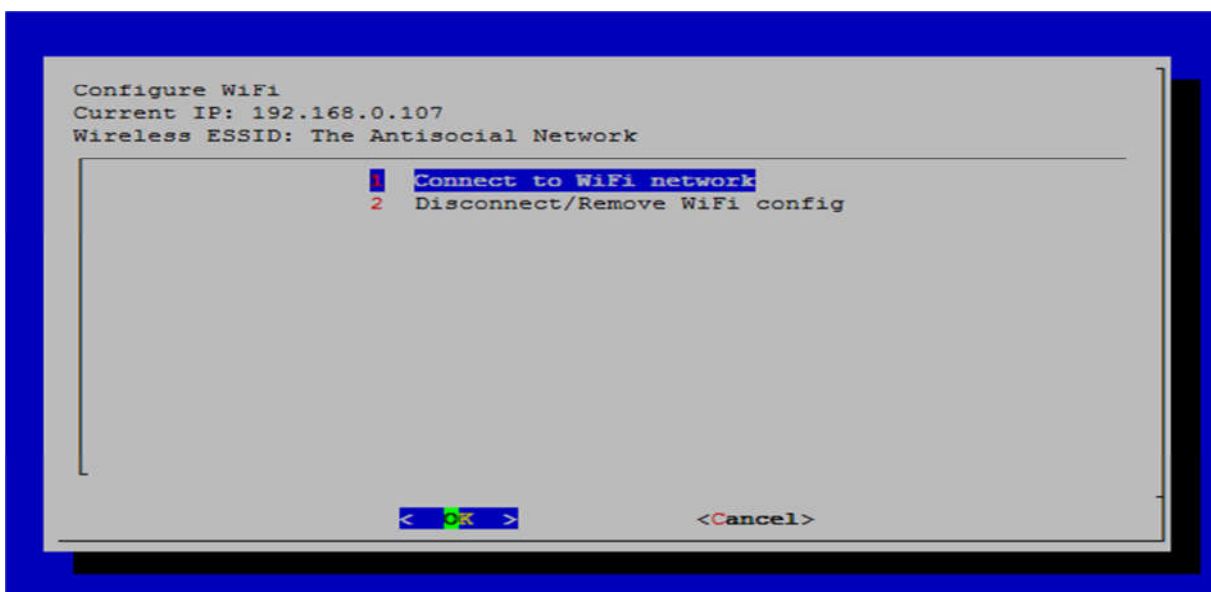 Configure WiFi
Current IP: 192.168.0.107
Wireless ESSID: The Antisocial Network
1 Connect to WiFi network
2 Disconnect/Remove WiFi config
< OK > <Cancel>